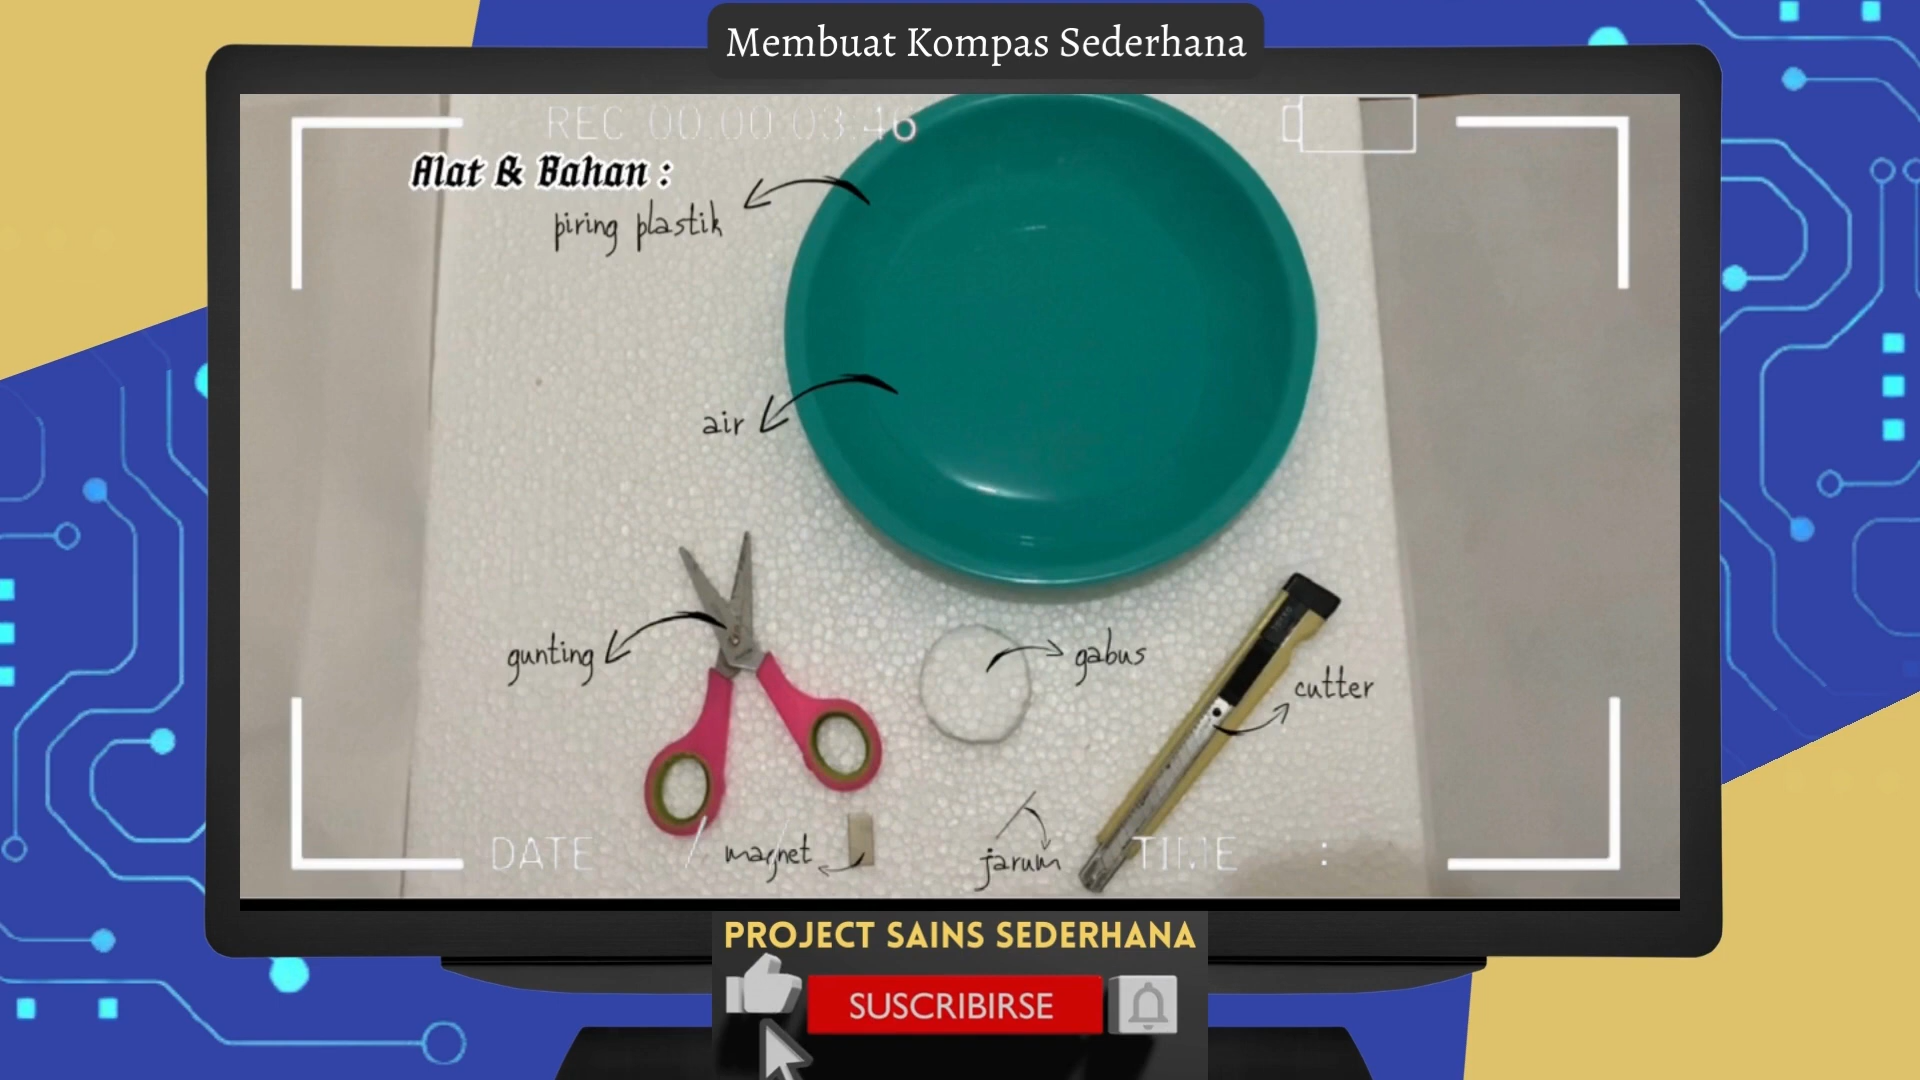 Membuat Kompas Sederhana
REC 00:00:03:46
Alat & Bahan :
piring plastik
air
gunting
gabus
cutter
magnet
jarum
DATE /
TIME :
PROJECT SAINS SEDERHANA
SUSCRIBIRSE